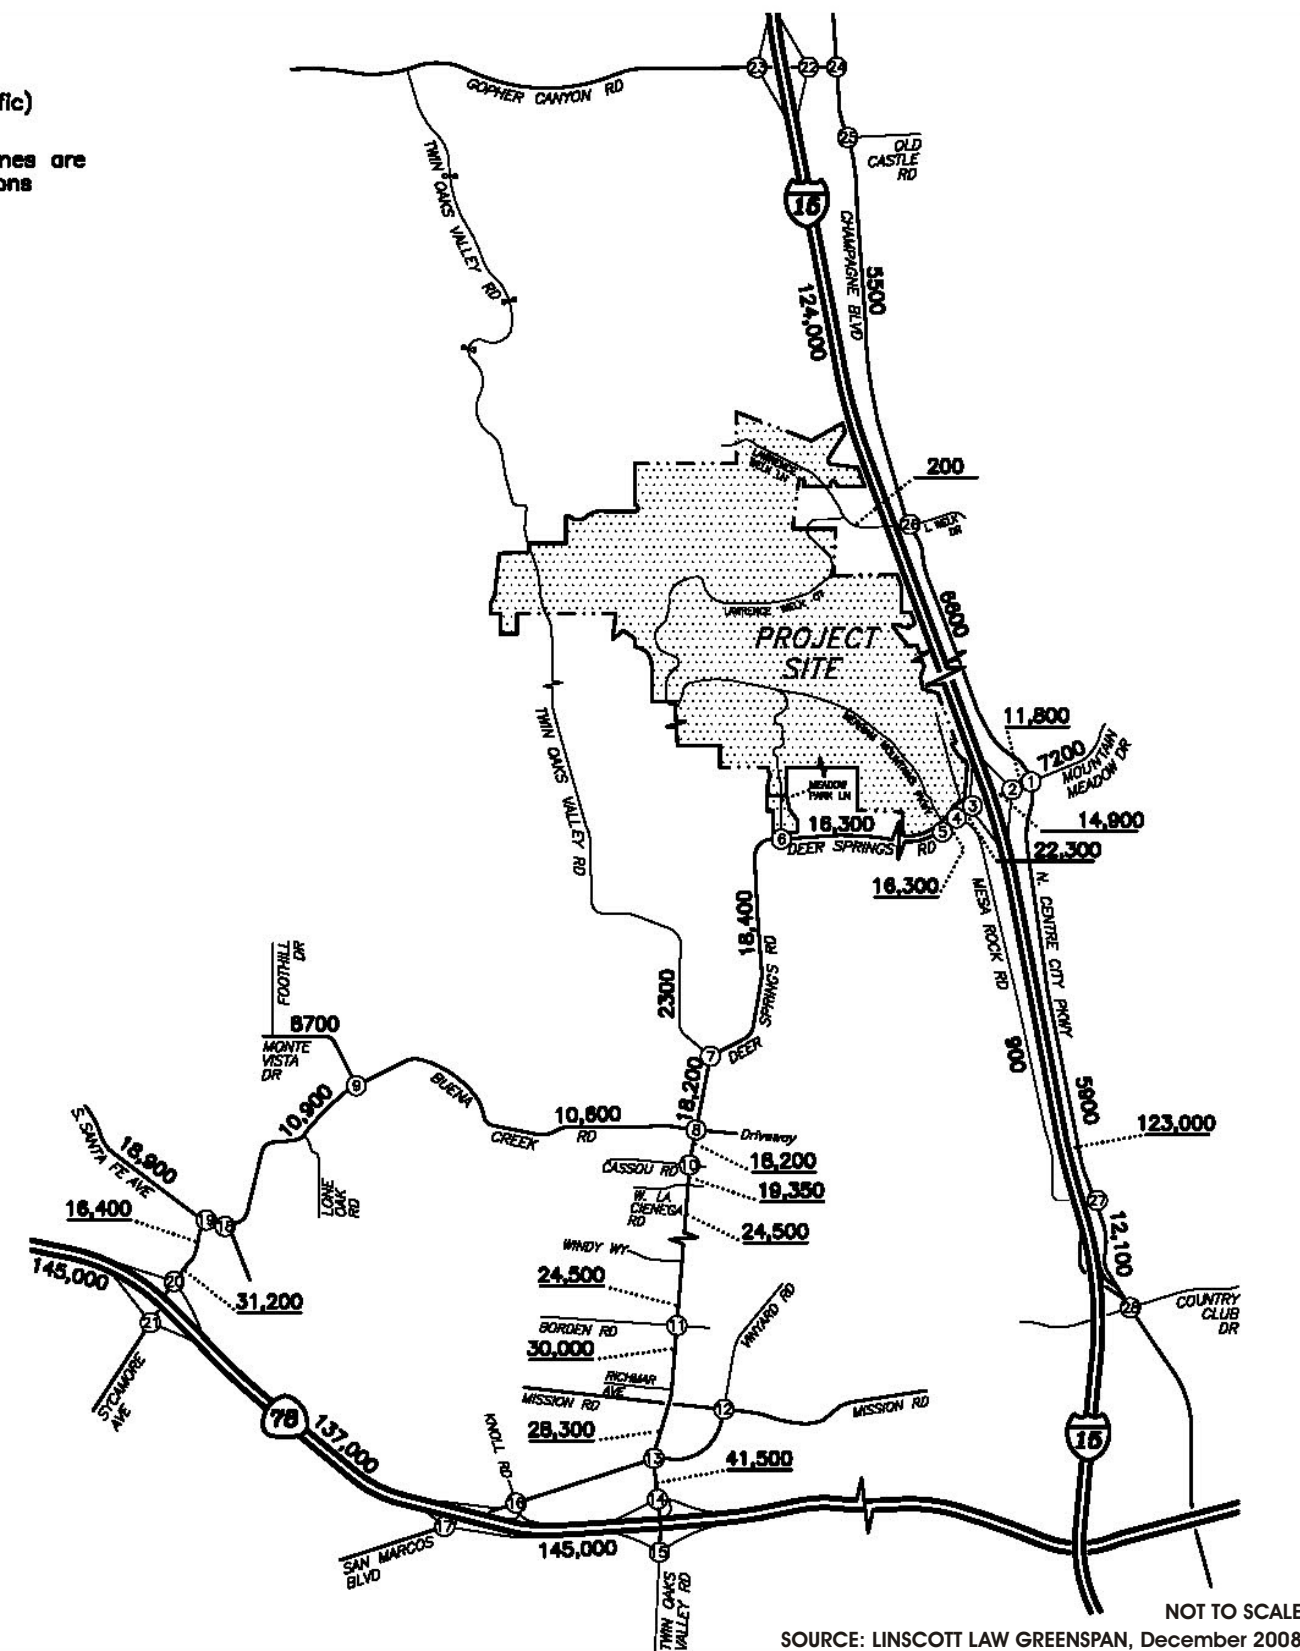 fic)
nes are
ons
23
22
24
GOPHER CANYON RD
25
OLD
CASTLE
RD
TWIN OAKS VALLEY RD
15
CHAMPAGNE BLVD
5500
124,000
LAWRENCE
WELK LN
200
26
L WELK
DR
6600
LAWRENCE WELK CT
PROJECT
SITE
TWIN OAKS VALLEY RD
11,800
7200
MOUNTAIN
MEADOW DR
1
2
3
4
5
MEADOW
PARK LN
14,900
16,300
6
DEER SPRINGS RD
22,300
16,300
MESA ROCK RD
N. CENTRE CITY PKWY
18,400
DEER SPRINGS RD
2300
FOOTHILL
DR
8700
MONTE
VISTA
DR
7
900
9
BUENA
CREEK RD
18,200
5900
10,900
10,600
8
Driveway
123,000
S. SANTA FE AVE
18,900
CASSOU RD
10
18,200
LONE
OAK
RD
W. LA
CIENEGA
RD
19,350
16,400
19
18
27
12,100
24,500
WINDY WY
145,000
20
24,500
31,200
VINYARD RD
COUNTRY
CLUB
DR
28
21
BORDEN RD
11
30,000
SYCAMORE
AVE
RICHMAR
AVE
MISSION RD
12
MISSION RD
78
137,000
KNOLL RD
28,300
13
41,500
15
16
14
17
145,000
15
SAN MARCOS
BLVD
TWIN OAKS
VALLEY RD
NOT TO SCALE
SOURCE: LINSCOTT LAW GREENSPAN, December 2008